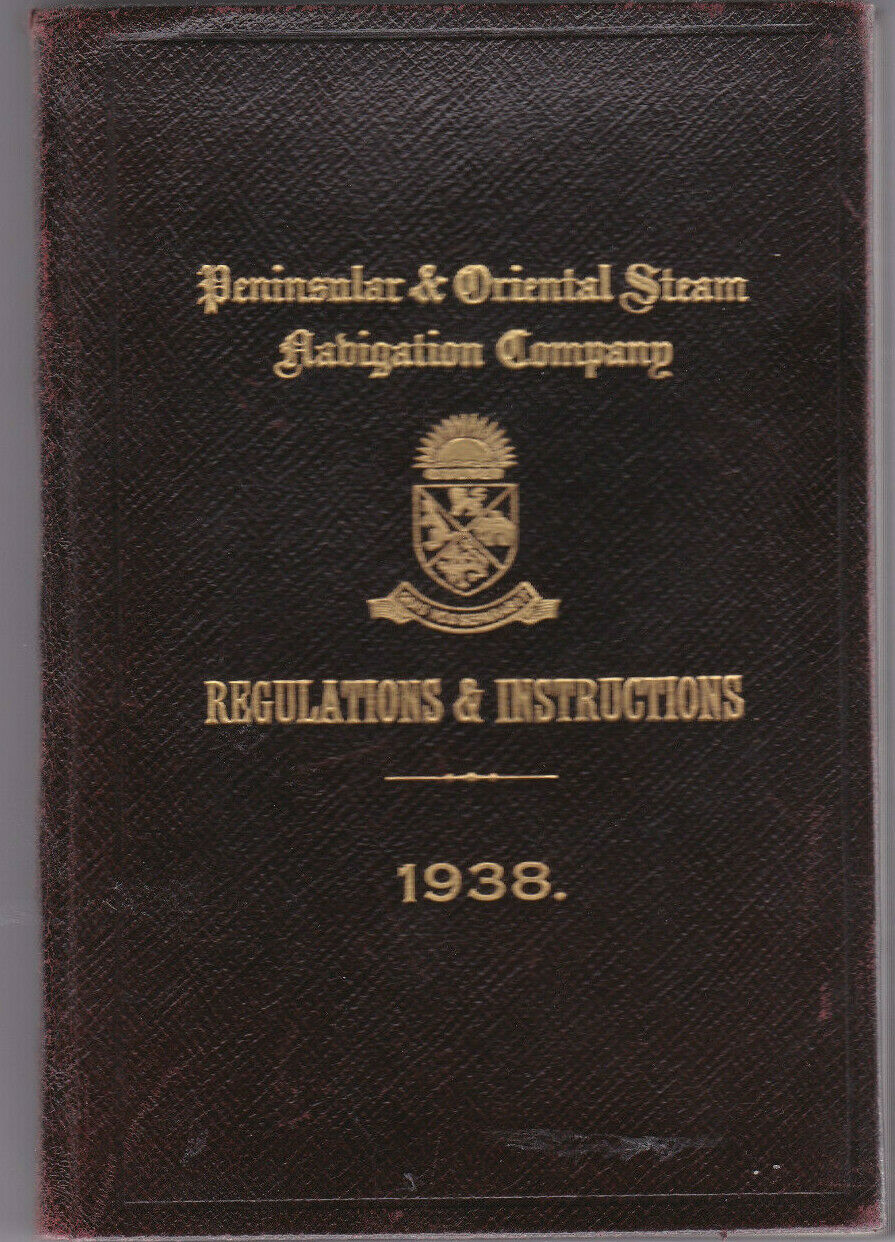 Peninsular & Oriental Steam
Navigation Company
REGULATIONS & INSTRUCTIONS
1938.